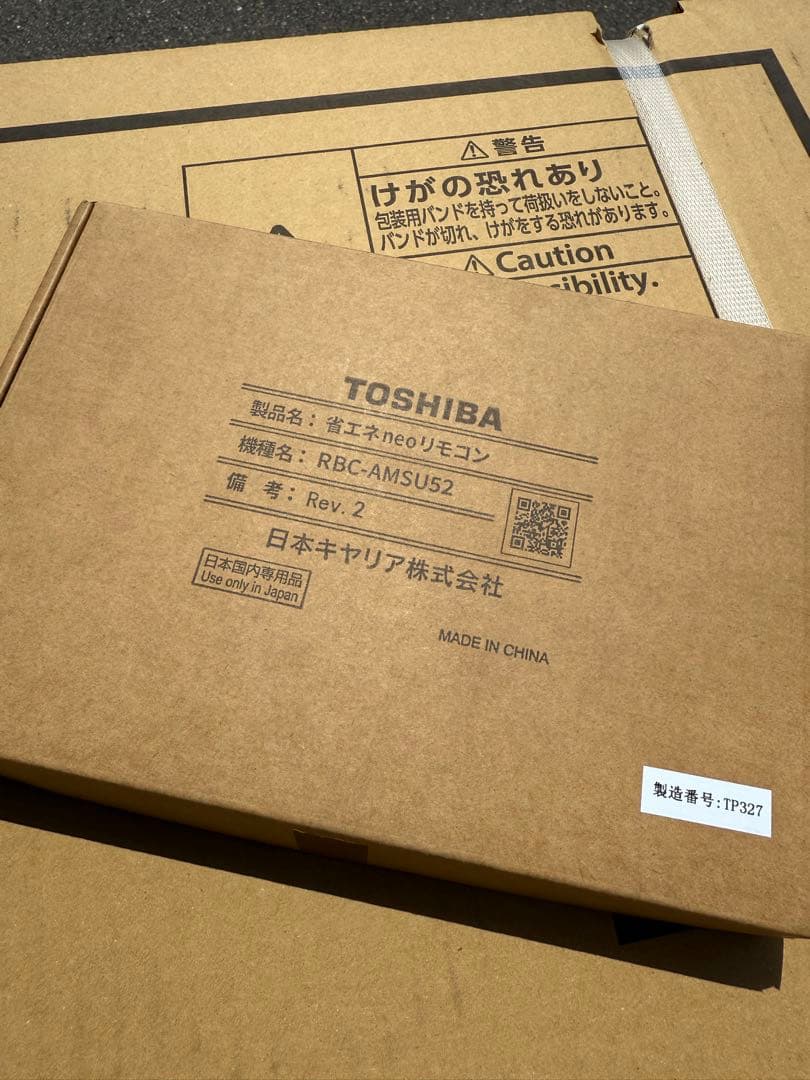 警告
けがの恐れあり
包装用バンドを持って荷扱いをしないこと。
バンドが切れ、けがをする恐れがあります。
Caution
sibility.
TOSHIBA
製品名：省エネneoリモコン
機種名：RBC-AMSU52
備　考：Rev. 2
日本キヤリア株式会社
日本国内専用品
Use only in Japan
MADE IN CHINA
製造番号:TP327